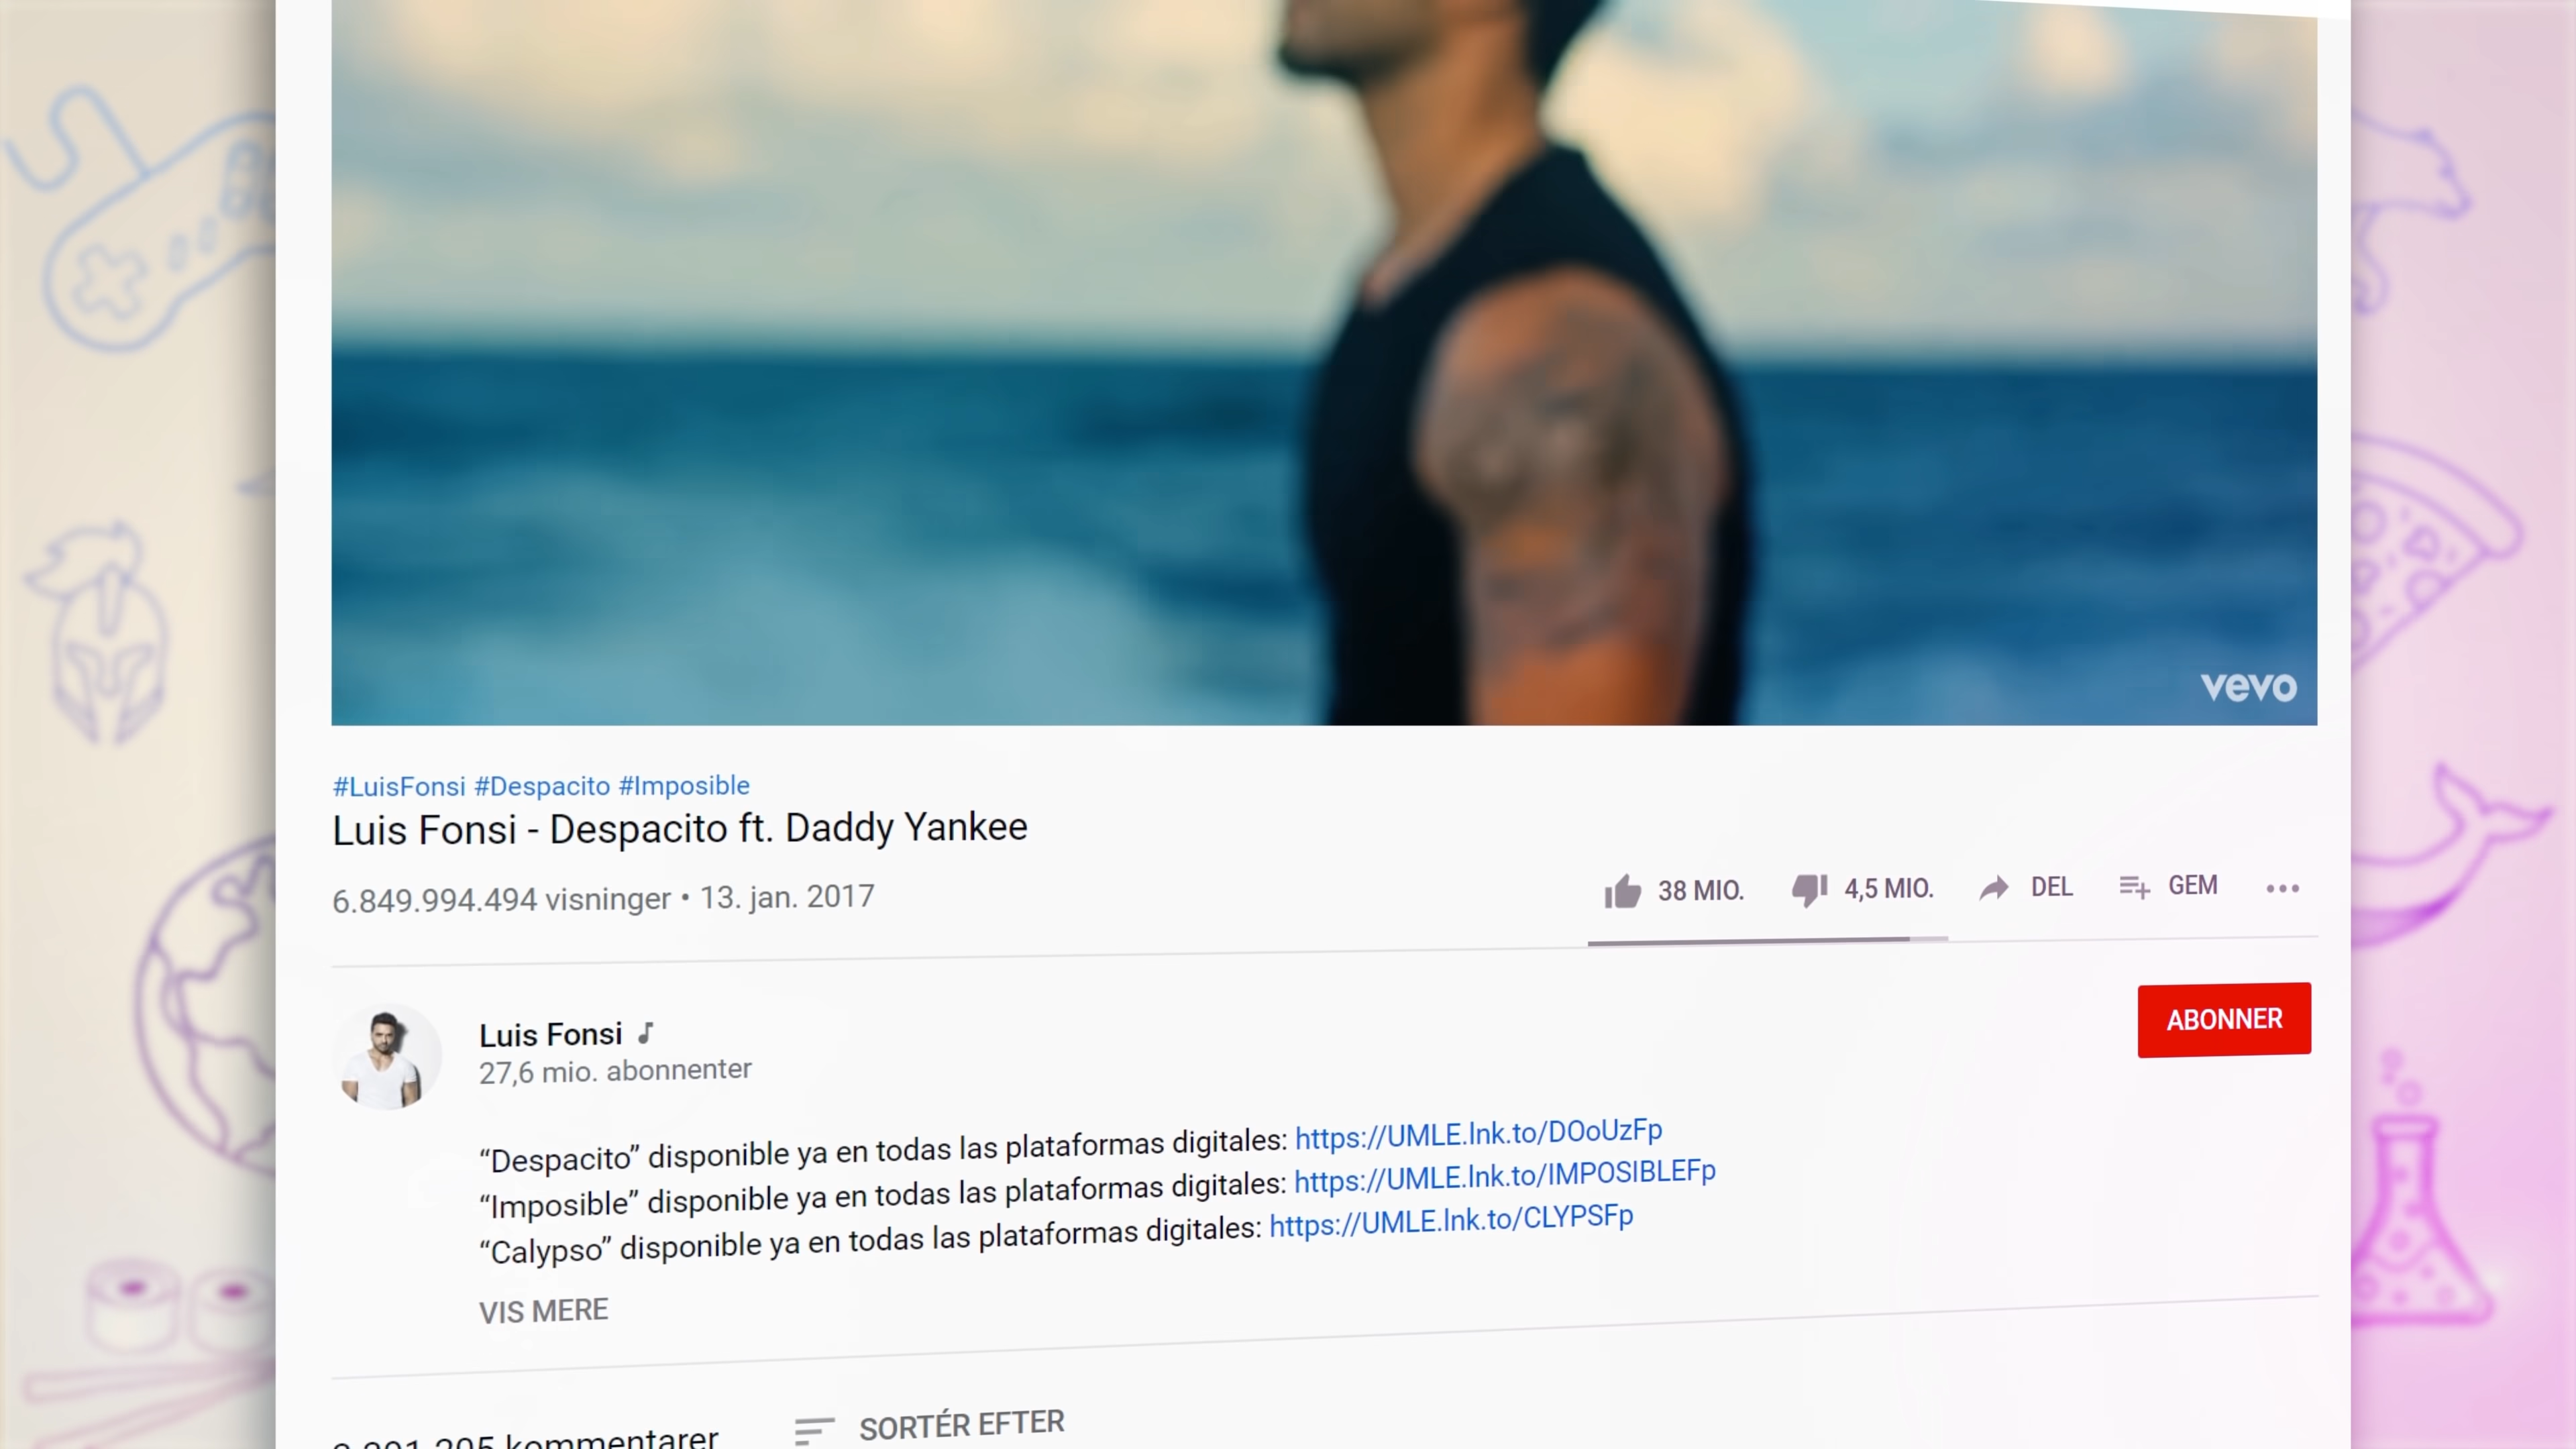 vevo
#LuisFonsi #Despacito #Imposible
Luis Fonsi - Despacito ft. Daddy Yankee
6.849.994.494 visninger • 13. jan. 2017
38 MIO. 4,5 MIO. DEL GEM
Luis Fonsi
27,6 mio. abonnenter
ABONNER
“Despacito” disponible ya en todas las plataformas digitales: https://UMLE.lnk.to/DOoUzFp
“Imposible” disponible ya en todas las plataformas digitales: https://UMLE.lnk.to/IMPOSIBLEFp
“Calypso” disponible ya en todas las plataformas digitales: https://UMLE.lnk.to/CLYPSFp
VIS MERE
kommentarer SORTÉR EFTER